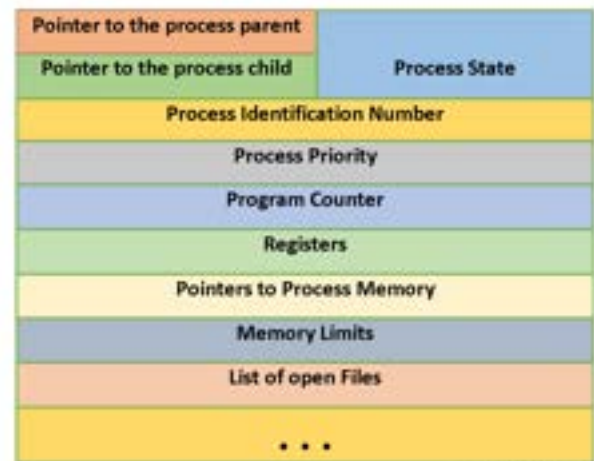 Pointer to the process parent
Pointer to the process child
Process State
Process Identification Number
Process Priority
Program Counter
Registers
Pointers to Process Memory
Memory Limits
List of open Files
...